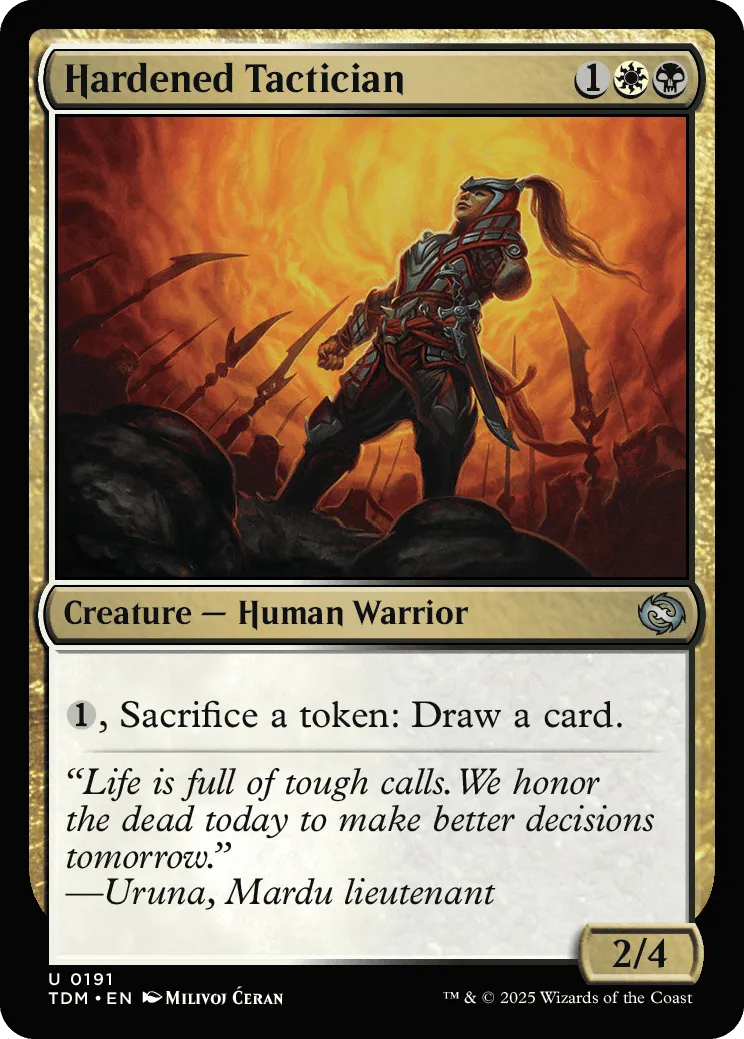 Hardened Tactician 1
Creature — Human Warrior
1, Sacrifice a token: Draw a card.
“Life is full of tough calls. We honor
the dead today to make better decisions
tomorrow.”
—Uruna, Mardu lieutenant
2/4
U 0191
TDM • EN Milivoj Ćeran
™ & © 2025 Wizards of the Coast